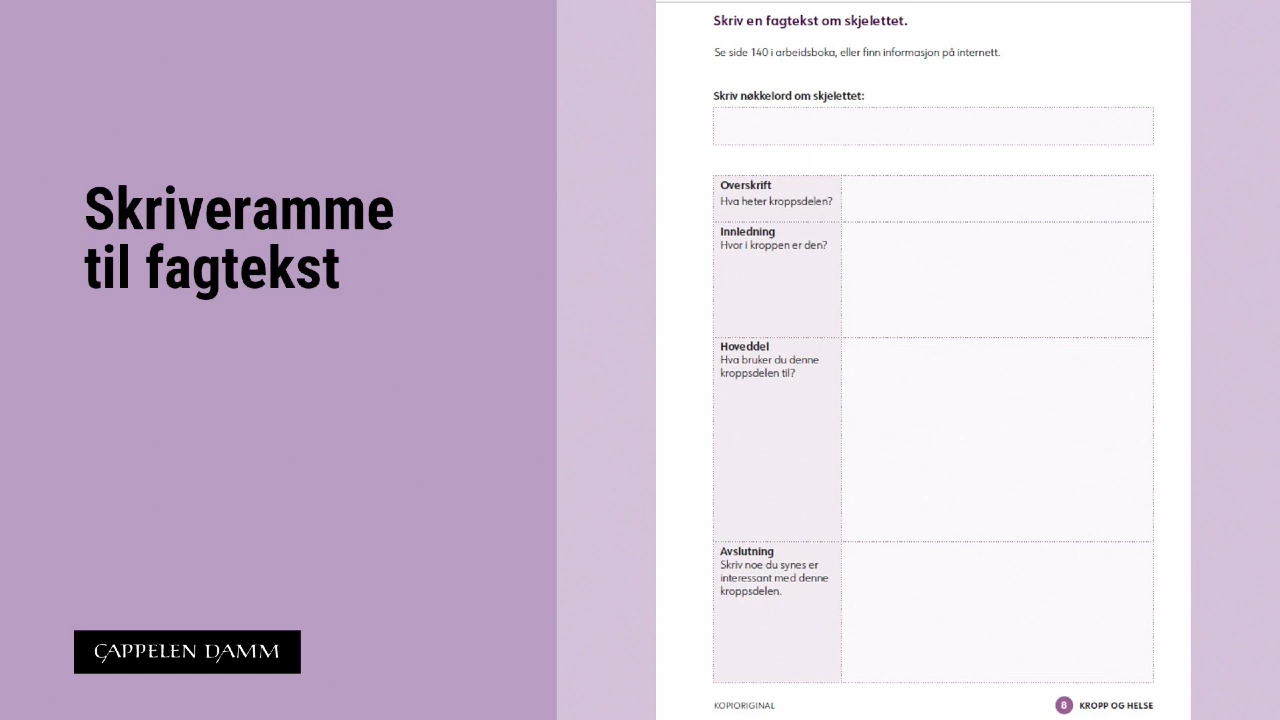 Skriveramme
til fagtekst
CAPPELEN DAMM
Skriv en fagtekst om skjelettet.
Se side 140 i arbeidsboka, eller finn informasjon på internett.
Skriv nøkkelord om skjelettet:
Overskrift
Hva heter kroppsdelen?
Innledning
Hvor i kroppen er den?
Hoveddel
Hva bruker du denne
kroppsdelen til?
Avslutning
Skriv noe du synes er
interessant med denne
kroppsdelen.
KOPIORIGINAL
8 KROPP OG HELSE